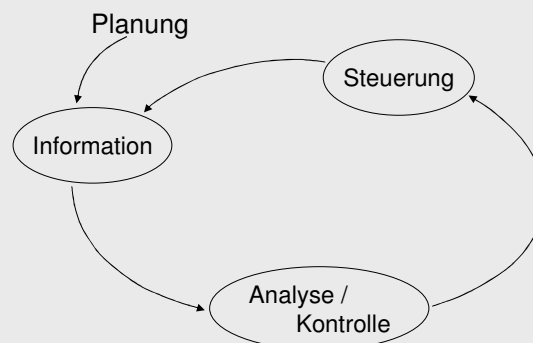 Planung
Steuerung
Information
Analyse /
Kontrolle